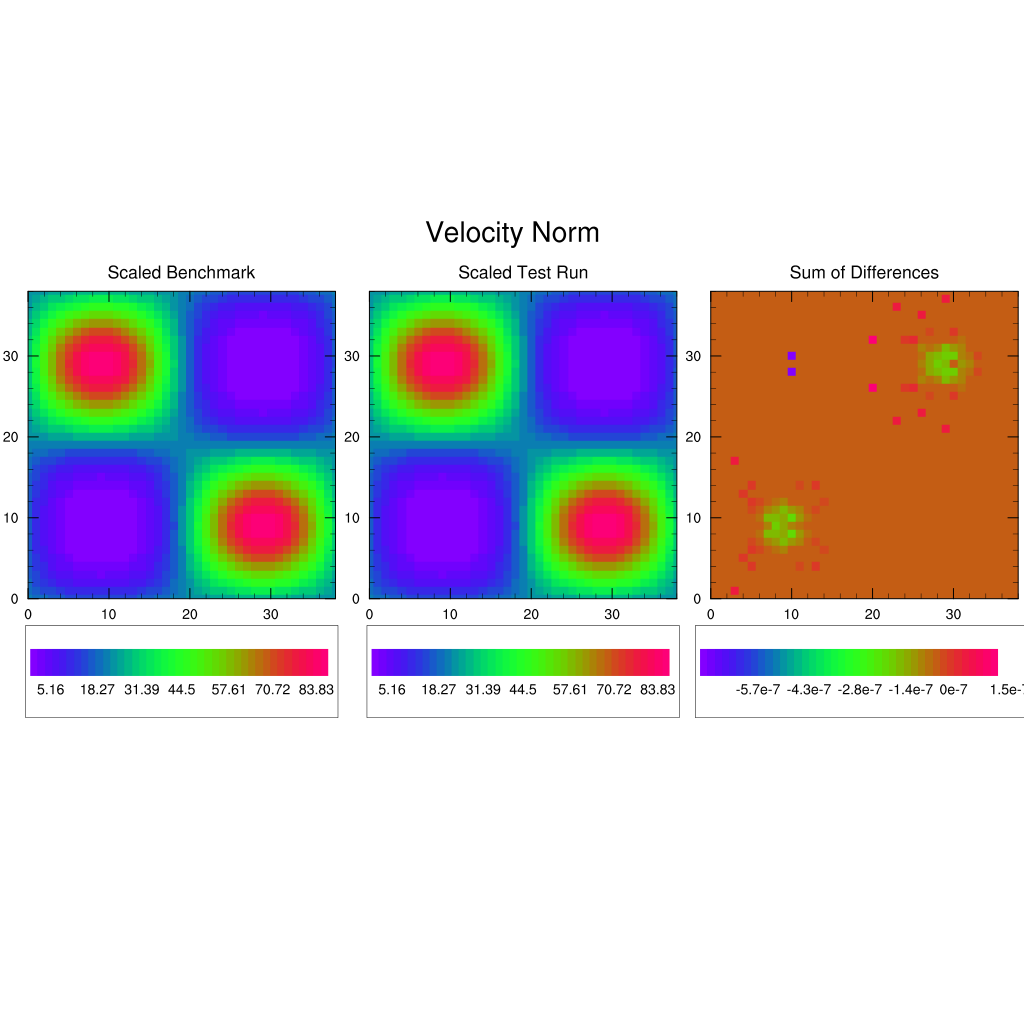 Velocity Norm
Scaled Benchmark Scaled Test Run Sum of Differences
30 30 30
20 20 20
10 10 10
0 0 0
0 10 20 30 0 10 20 30 0 10 20 30
5.16 18.27 31.39 44.5 57.61 70.72 83.83 5.16 18.27 31.39 44.5 57.61 70.72 83.83 -5.7e-7 -4.3e-7 -2.8e-7 -1.4e-7 0e-7 1.5e-7